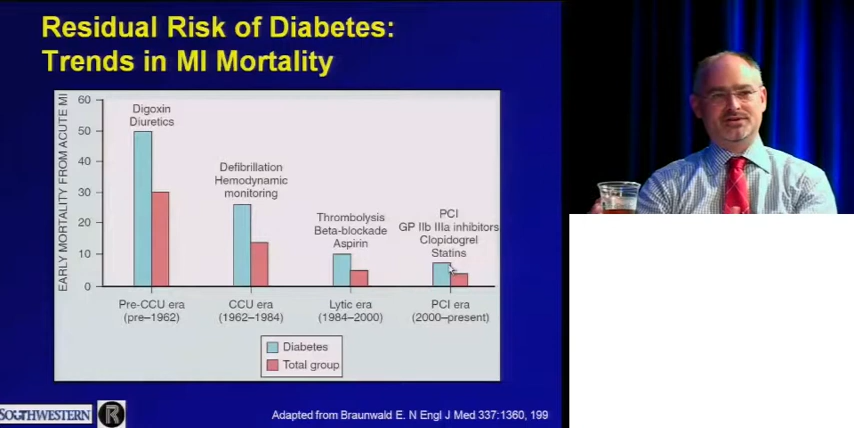 Residual Risk of Diabetes:
Trends in MI Mortality
EARLY MORTALITY FROM ACUTE MI
60
50
40
30
20
10
0
Digoxin
Diuretics
Defibrillation
Hemodynamic
monitoring
Thrombolysis
Beta-blockade
Aspirin
PCI
GP IIb IIIa inhibitors
Clopidogrel
Statins
Pre-CCU era
(pre–1962)
CCU era
(1962–1984)
Lytic era
(1984–2000)
PCI era
(2000–present)
Diabetes
Total group
SOUTHWESTERN
R
Adapted from Braunwald E. N Engl J Med 337:1360, 199